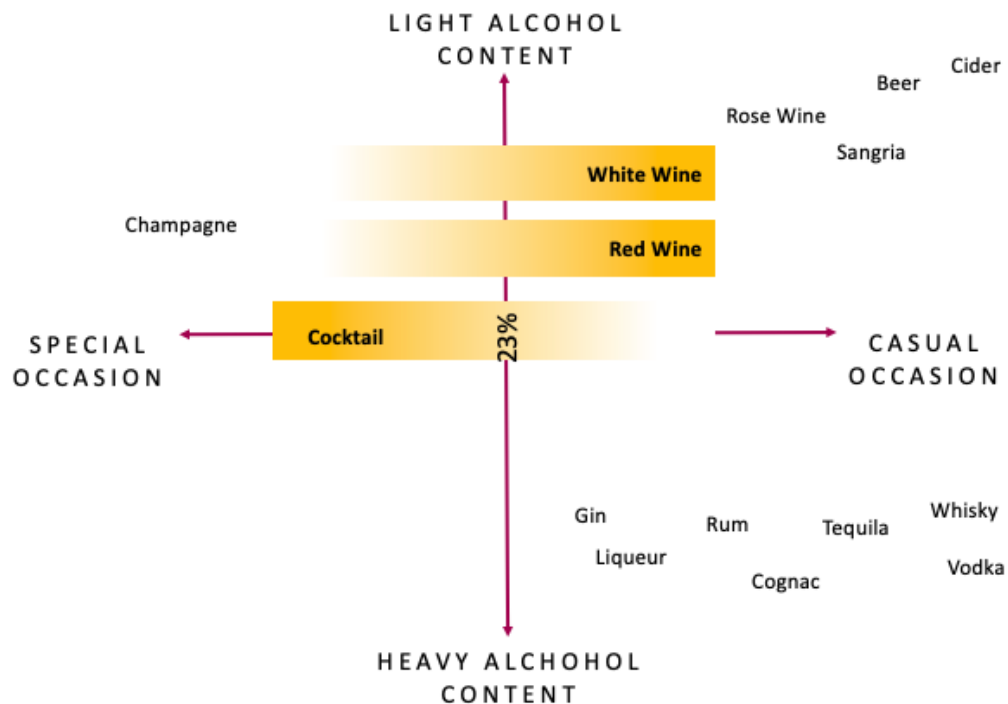 LIGHT ALCOHOL
CONTENT
Cider
Beer
Rose Wine
Sangria
White Wine
Champagne
Red Wine
Cocktail
23%
SPECIAL
OCCASION
CASUAL
OCCASION
Gin
Rum
Tequila
Whisky
Liqueur
Cognac
Vodka
HEAVY ALCHOHOL
CONTENT